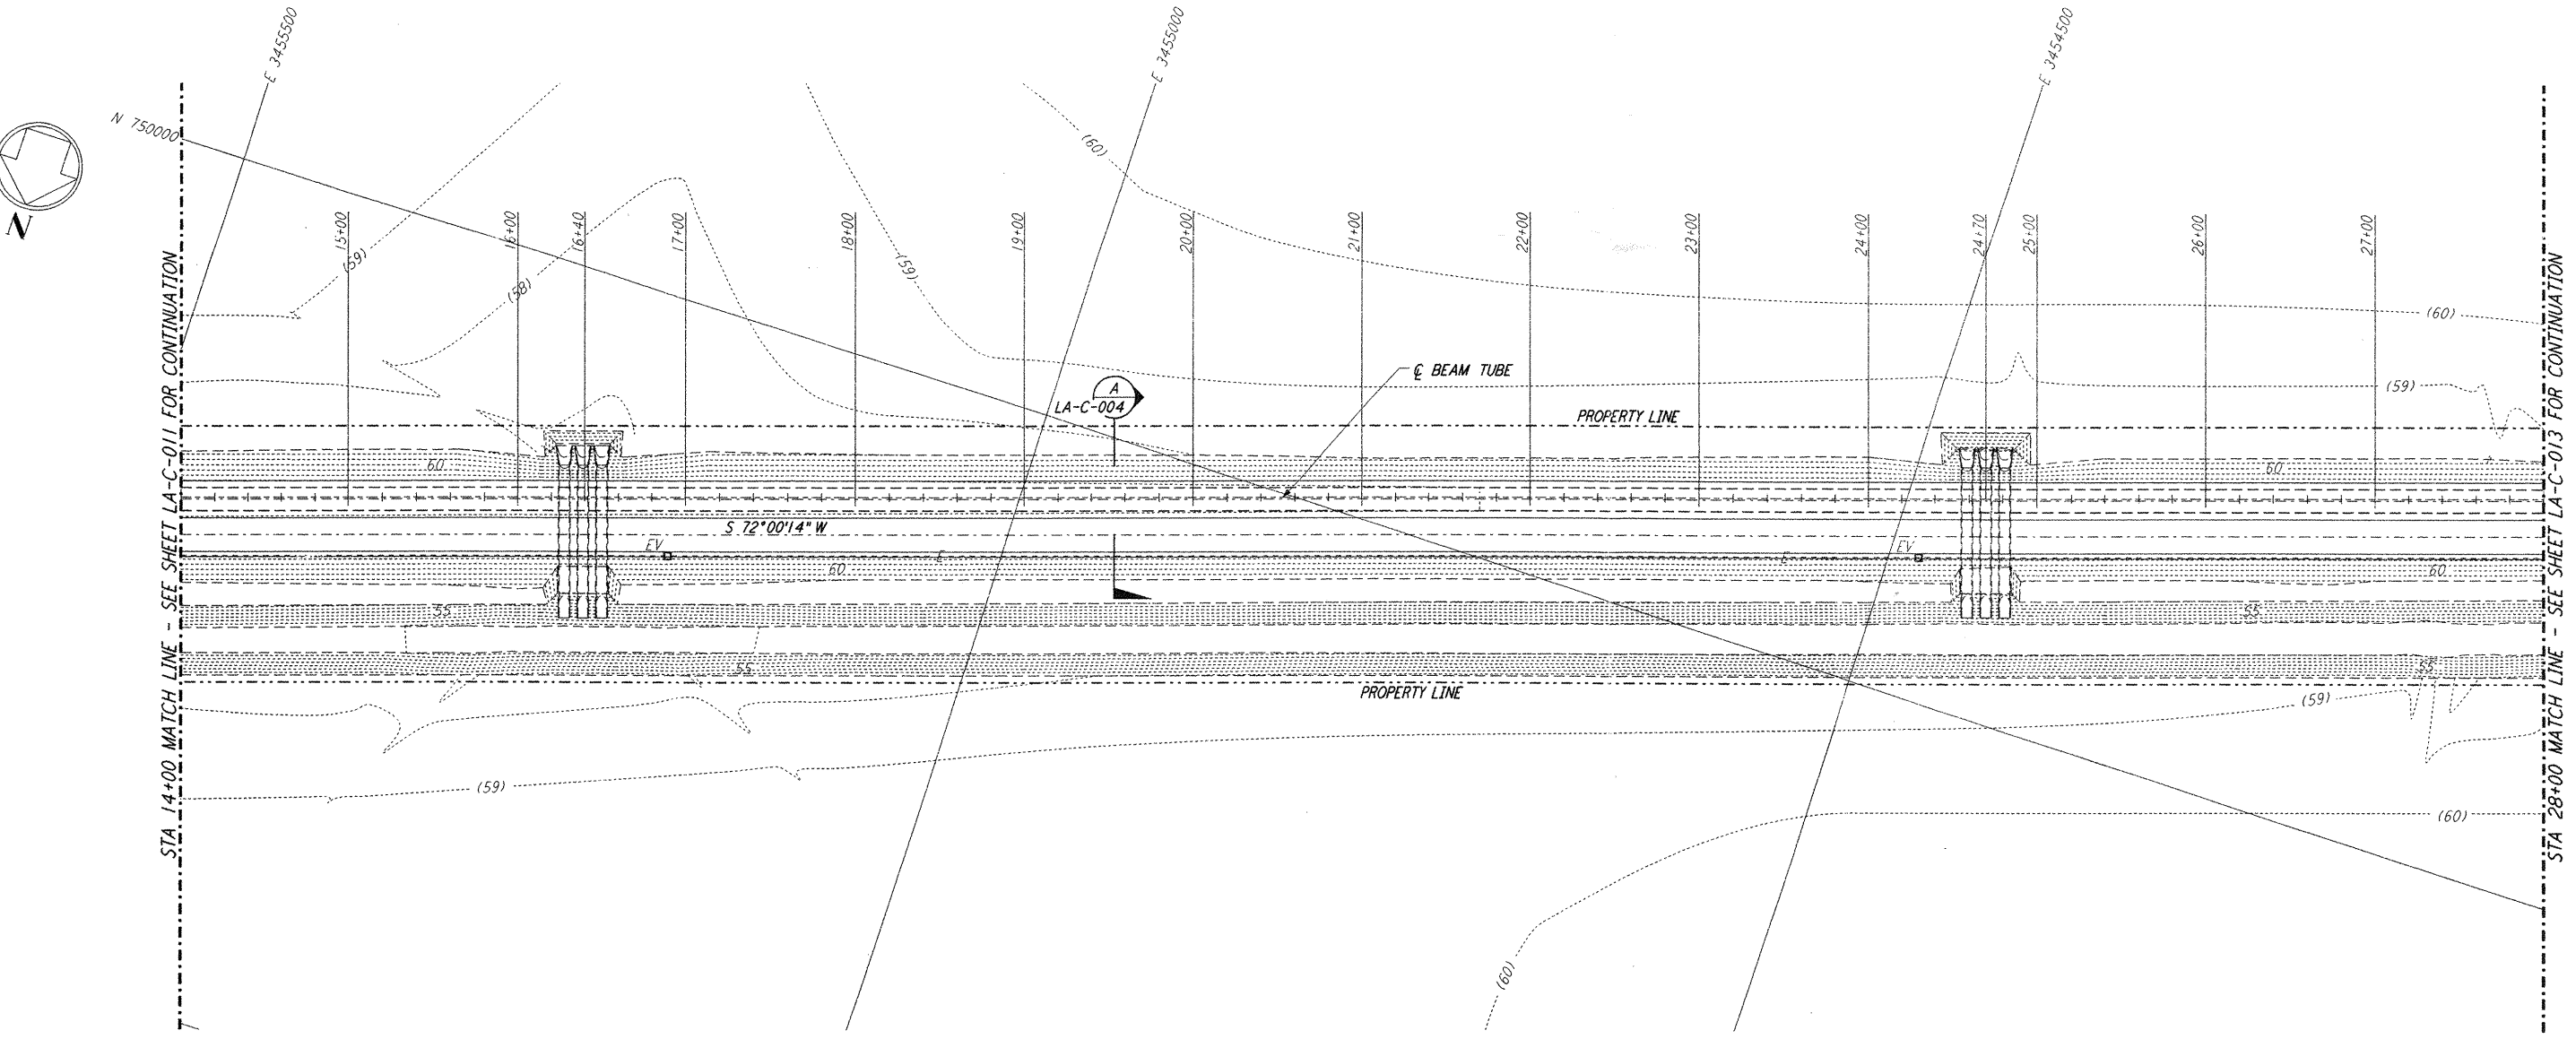 E 3455500
E 3455000
E 3454500
N 750000
N
15+00
16+00
16+40
17+00
18+00
19+00
20+00
21+00
22+00
23+00
24+00
24+70
25+00
26+00
27+00
(60)
(59)
(58)
(59)
(60)
(59)
℄ BEAM TUBE
A
LA-C-004
PROPERTY LINE
60
60
S 72°00'14" W
EV
E
E
EV
60
60
55
55
55
55
PROPERTY LINE
(59)
(59)
(60)
(60)
STA 14+00 MATCH LINE - SEE SHEET LA-C-011 FOR CONTINUATION
STA 28+00 MATCH LINE - SEE SHEET LA-C-013 FOR CONTINUATION